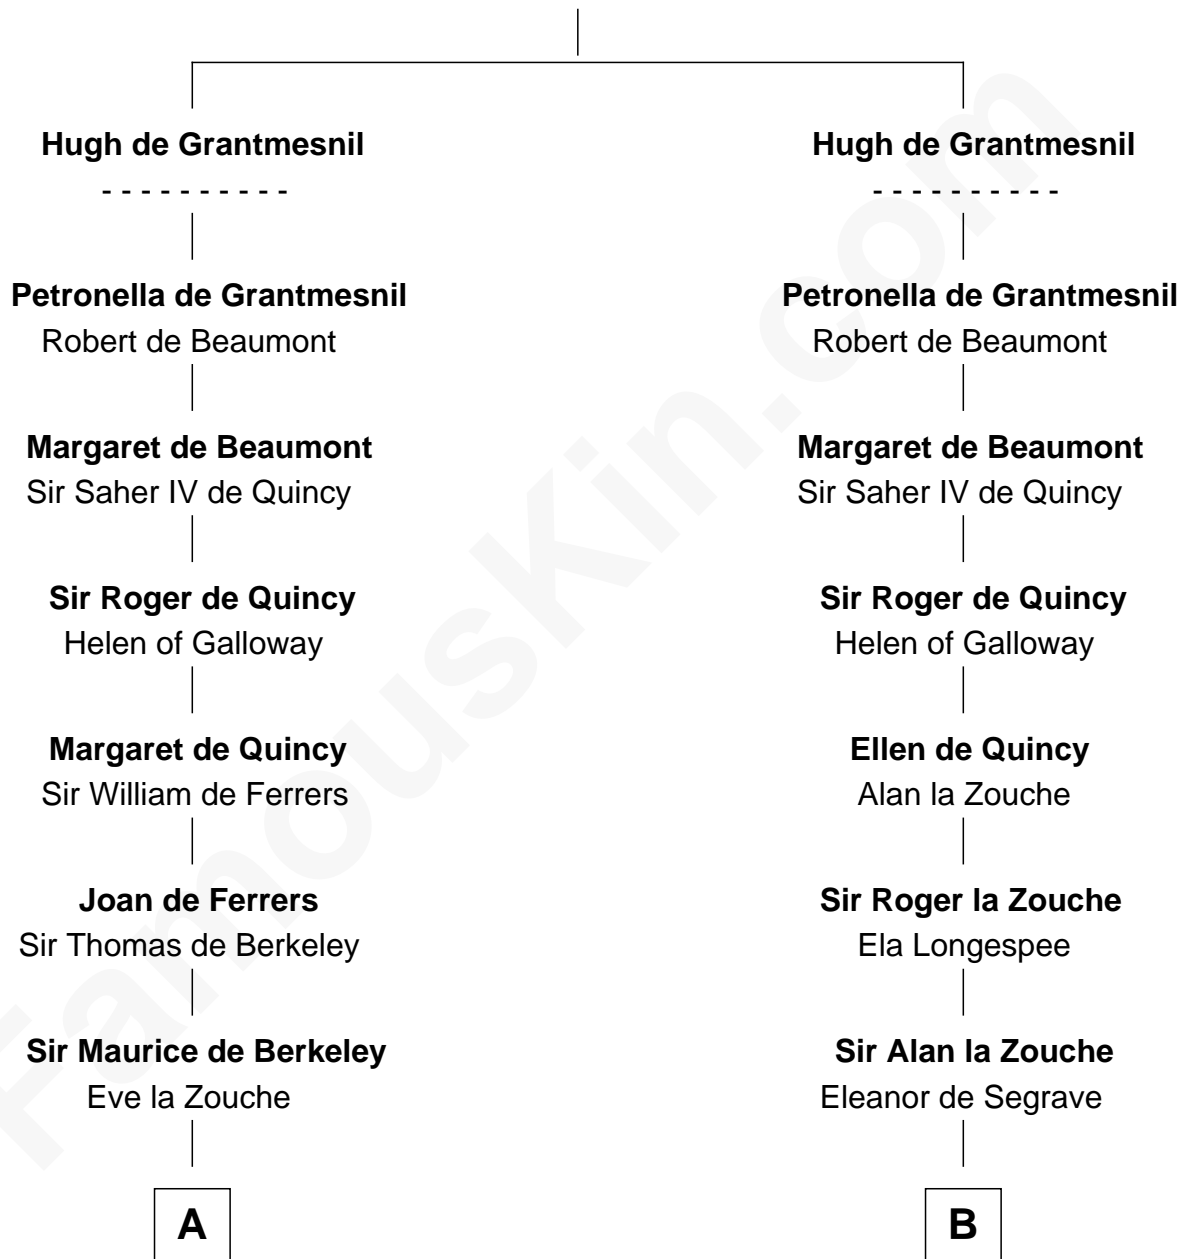 Hugh de Grantmesnil
- - - - - - - - - -
Petronella de Grantmesnil
Robert de Beaumont
Margaret de Beaumont
Sir Saher IV de Quincy
Sir Roger de Quincy
Helen of Galloway
Margaret de Quincy
Sir William de Ferrers
Joan de Ferrers
Sir Thomas de Berkeley
Sir Maurice de Berkeley
Eve la Zouche
A
Hugh de Grantmesnil
- - - - - - - - - -
Petronella de Grantmesnil
Robert de Beaumont
Margaret de Beaumont
Sir Saher IV de Quincy
Sir Roger de Quincy
Helen of Galloway
Ellen de Quincy
Alan la Zouche
Sir Roger la Zouche
Ela Longespee
Sir Alan la Zouche
Eleanor de Segrave
B
FamousKin.com